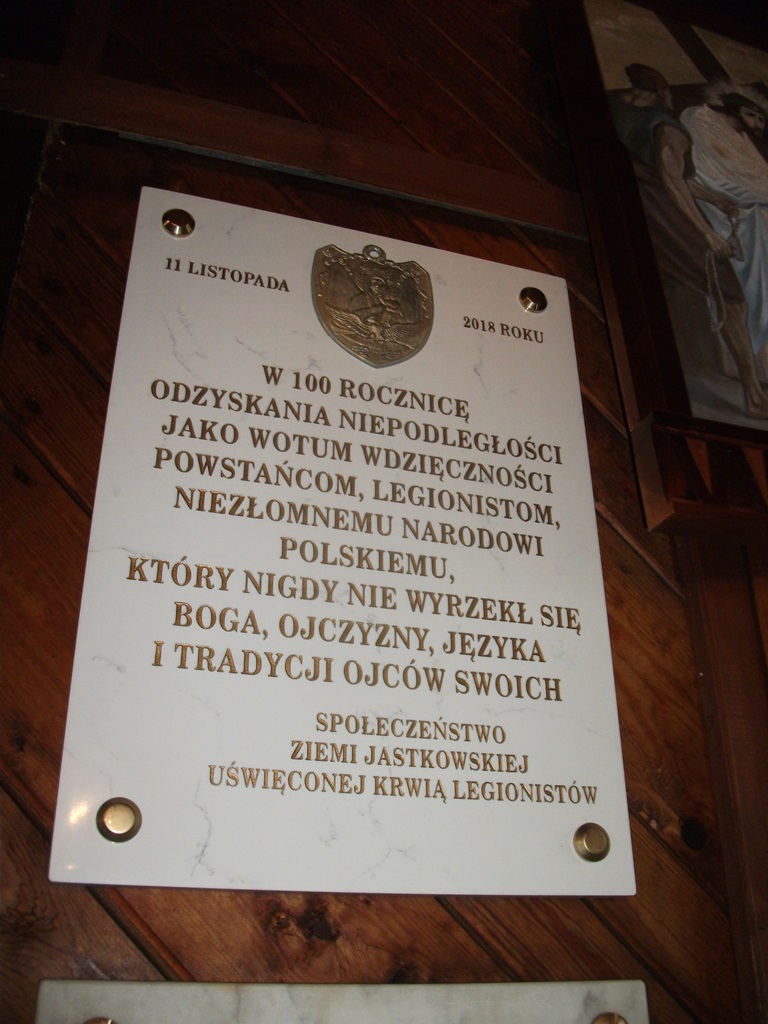 11 LISTOPADA
2018 ROKU
W 100 ROCZNICĘ
ODZYSKANIA NIEPODLEGŁOŚCI
JAKO WOTUM WDZIĘCZNOŚCI
POWSTAŃCOM, LEGIONISTOM,
NIEZŁOMNEMU NARODOWI
POLSKIEMU,
KTÓRY NIGDY NIE WYRZEKŁ SIĘ
BOGA, OJCZYZNY, JĘZYKA
I TRADYCJI OJCÓW SWOICH
SPOŁECZEŃSTWO
ZIEMI JASTKOWSKIEJ
UŚWIĘCONEJ KRWIĄ LEGIONISTÓW